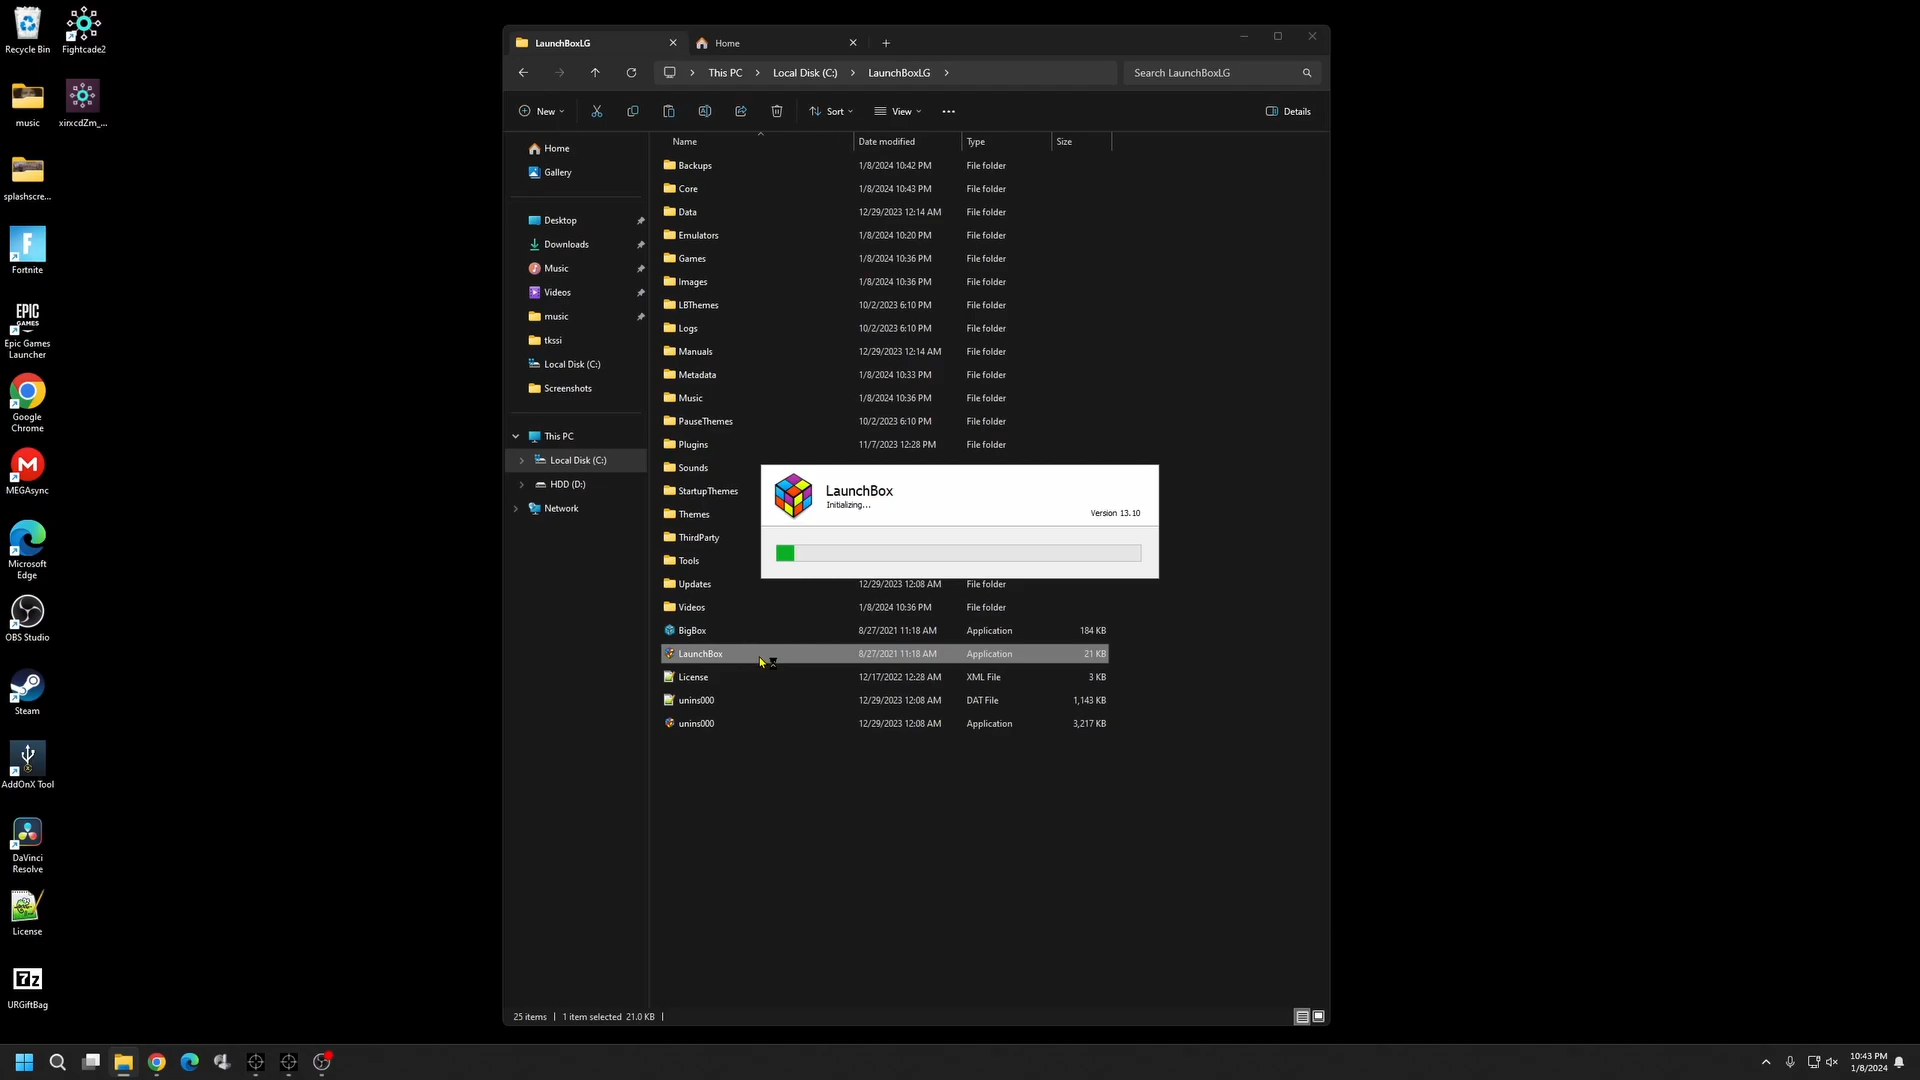 Recycle Bin
Fightcade2
music
xirxcdZm_...
splashscre...
Fortnite
EPIC
GAMES
Epic Games
Launcher
Google
Chrome
MEGAsync
Microsoft
Edge
OBS Studio
Steam
AddOnX Tool
DaVinci
Resolve
License
7z
URGiftBag
LaunchBoxLG
Home
This PC
Local Disk (C:)
LaunchBoxLG
Search LaunchBoxLG
New
Sort
View
Details
Home
Gallery
Desktop
Downloads
Music
Videos
music
tkssi
Local Disk (C:)
Screenshots
This PC
Local Disk (C:)
HDD (D:)
Network
Name Date modified Type Size
Backups 1/8/2024 10:42 PM File folder
Core 1/8/2024 10:43 PM File folder
Data 12/29/2023 12:14 AM File folder
Emulators 1/8/2024 10:20 PM File folder
Games 1/8/2024 10:36 PM File folder
Images 1/8/2024 10:36 PM File folder
LBThemes 10/2/2023 6:10 PM File folder
Logs 10/2/2023 6:10 PM File folder
Manuals 12/29/2023 12:14 AM File folder
Metadata 1/8/2024 10:33 PM File folder
Music 1/8/2024 10:36 PM File folder
PauseThemes 10/2/2023 6:10 PM File folder
Plugins 11/7/2023 12:28 PM File folder
Sounds
StartupThemes
Themes
ThirdParty
Tools
Updates 12/29/2023 12:08 AM File folder
Videos 1/8/2024 10:36 PM File folder
BigBox 8/27/2021 11:18 AM Application 184 KB
LaunchBox 8/27/2021 11:18 AM Application 21 KB
License 12/17/2022 12:28 AM XML File 3 KB
unins000 12/29/2023 12:08 AM DAT File 1,143 KB
unins000 12/29/2023 12:08 AM Application 3,217 KB
LaunchBox
Initializing...
Version 13.10
25 items 1 item selected 21.0 KB
10:43 PM
1/8/2024